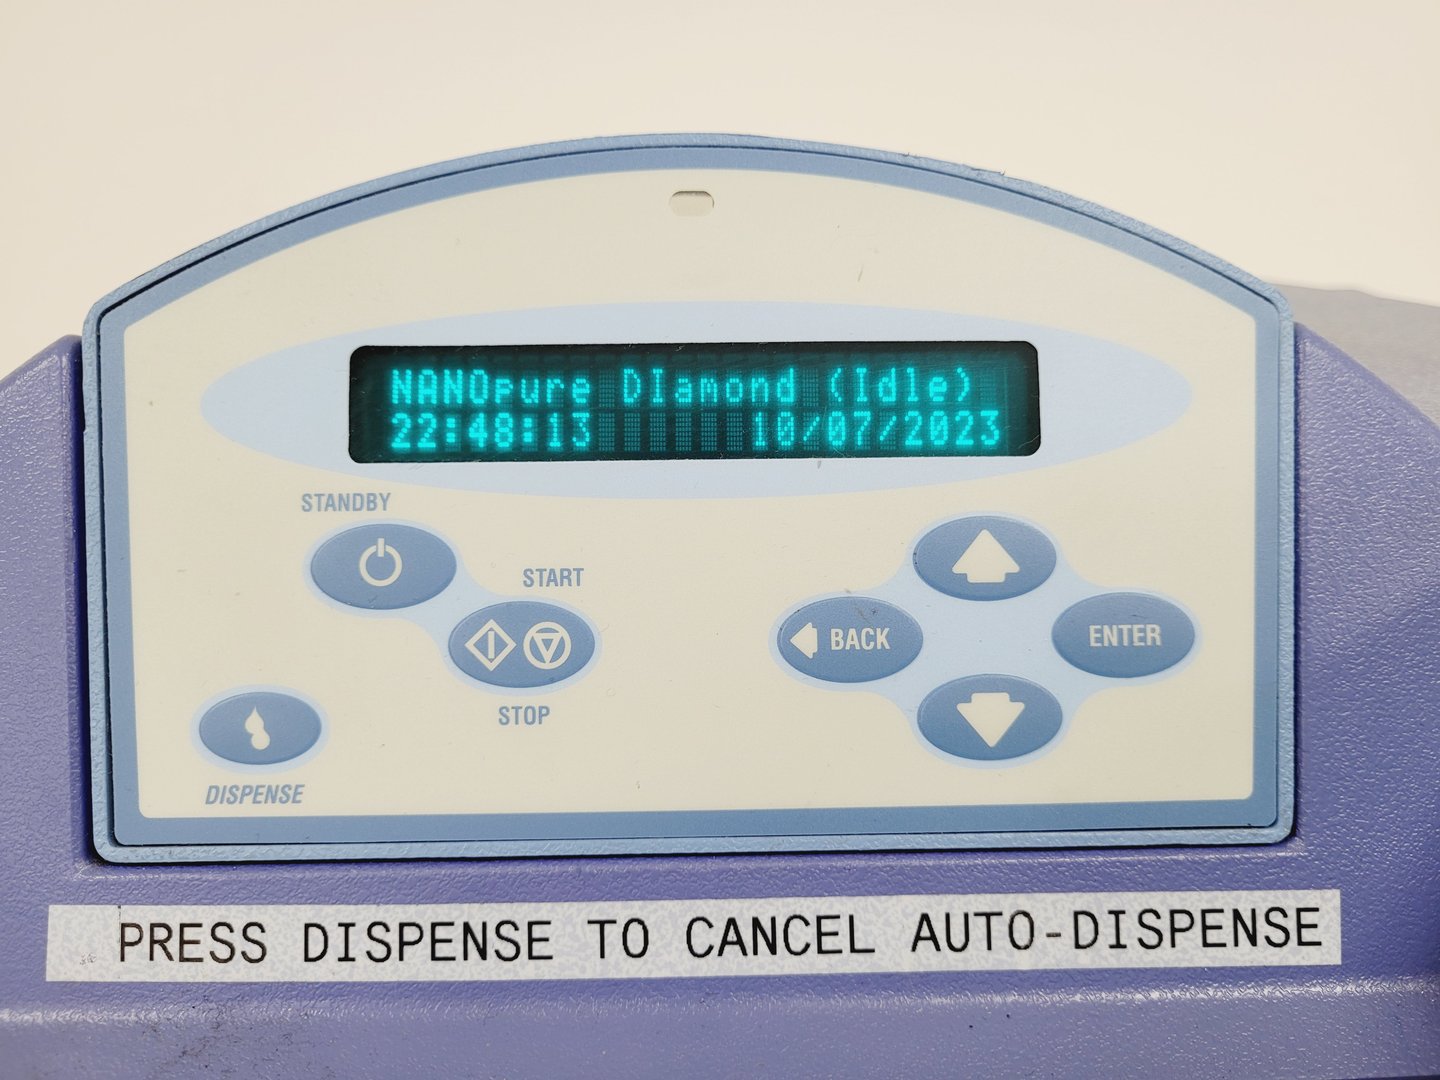 NANOpure DIamond (Idle)
22:48:13 10/07/2023
STANDBY
START
STOP
BACK
ENTER
DISPENSE
PRESS DISPENSE TO CANCEL AUTO-DISPENSE